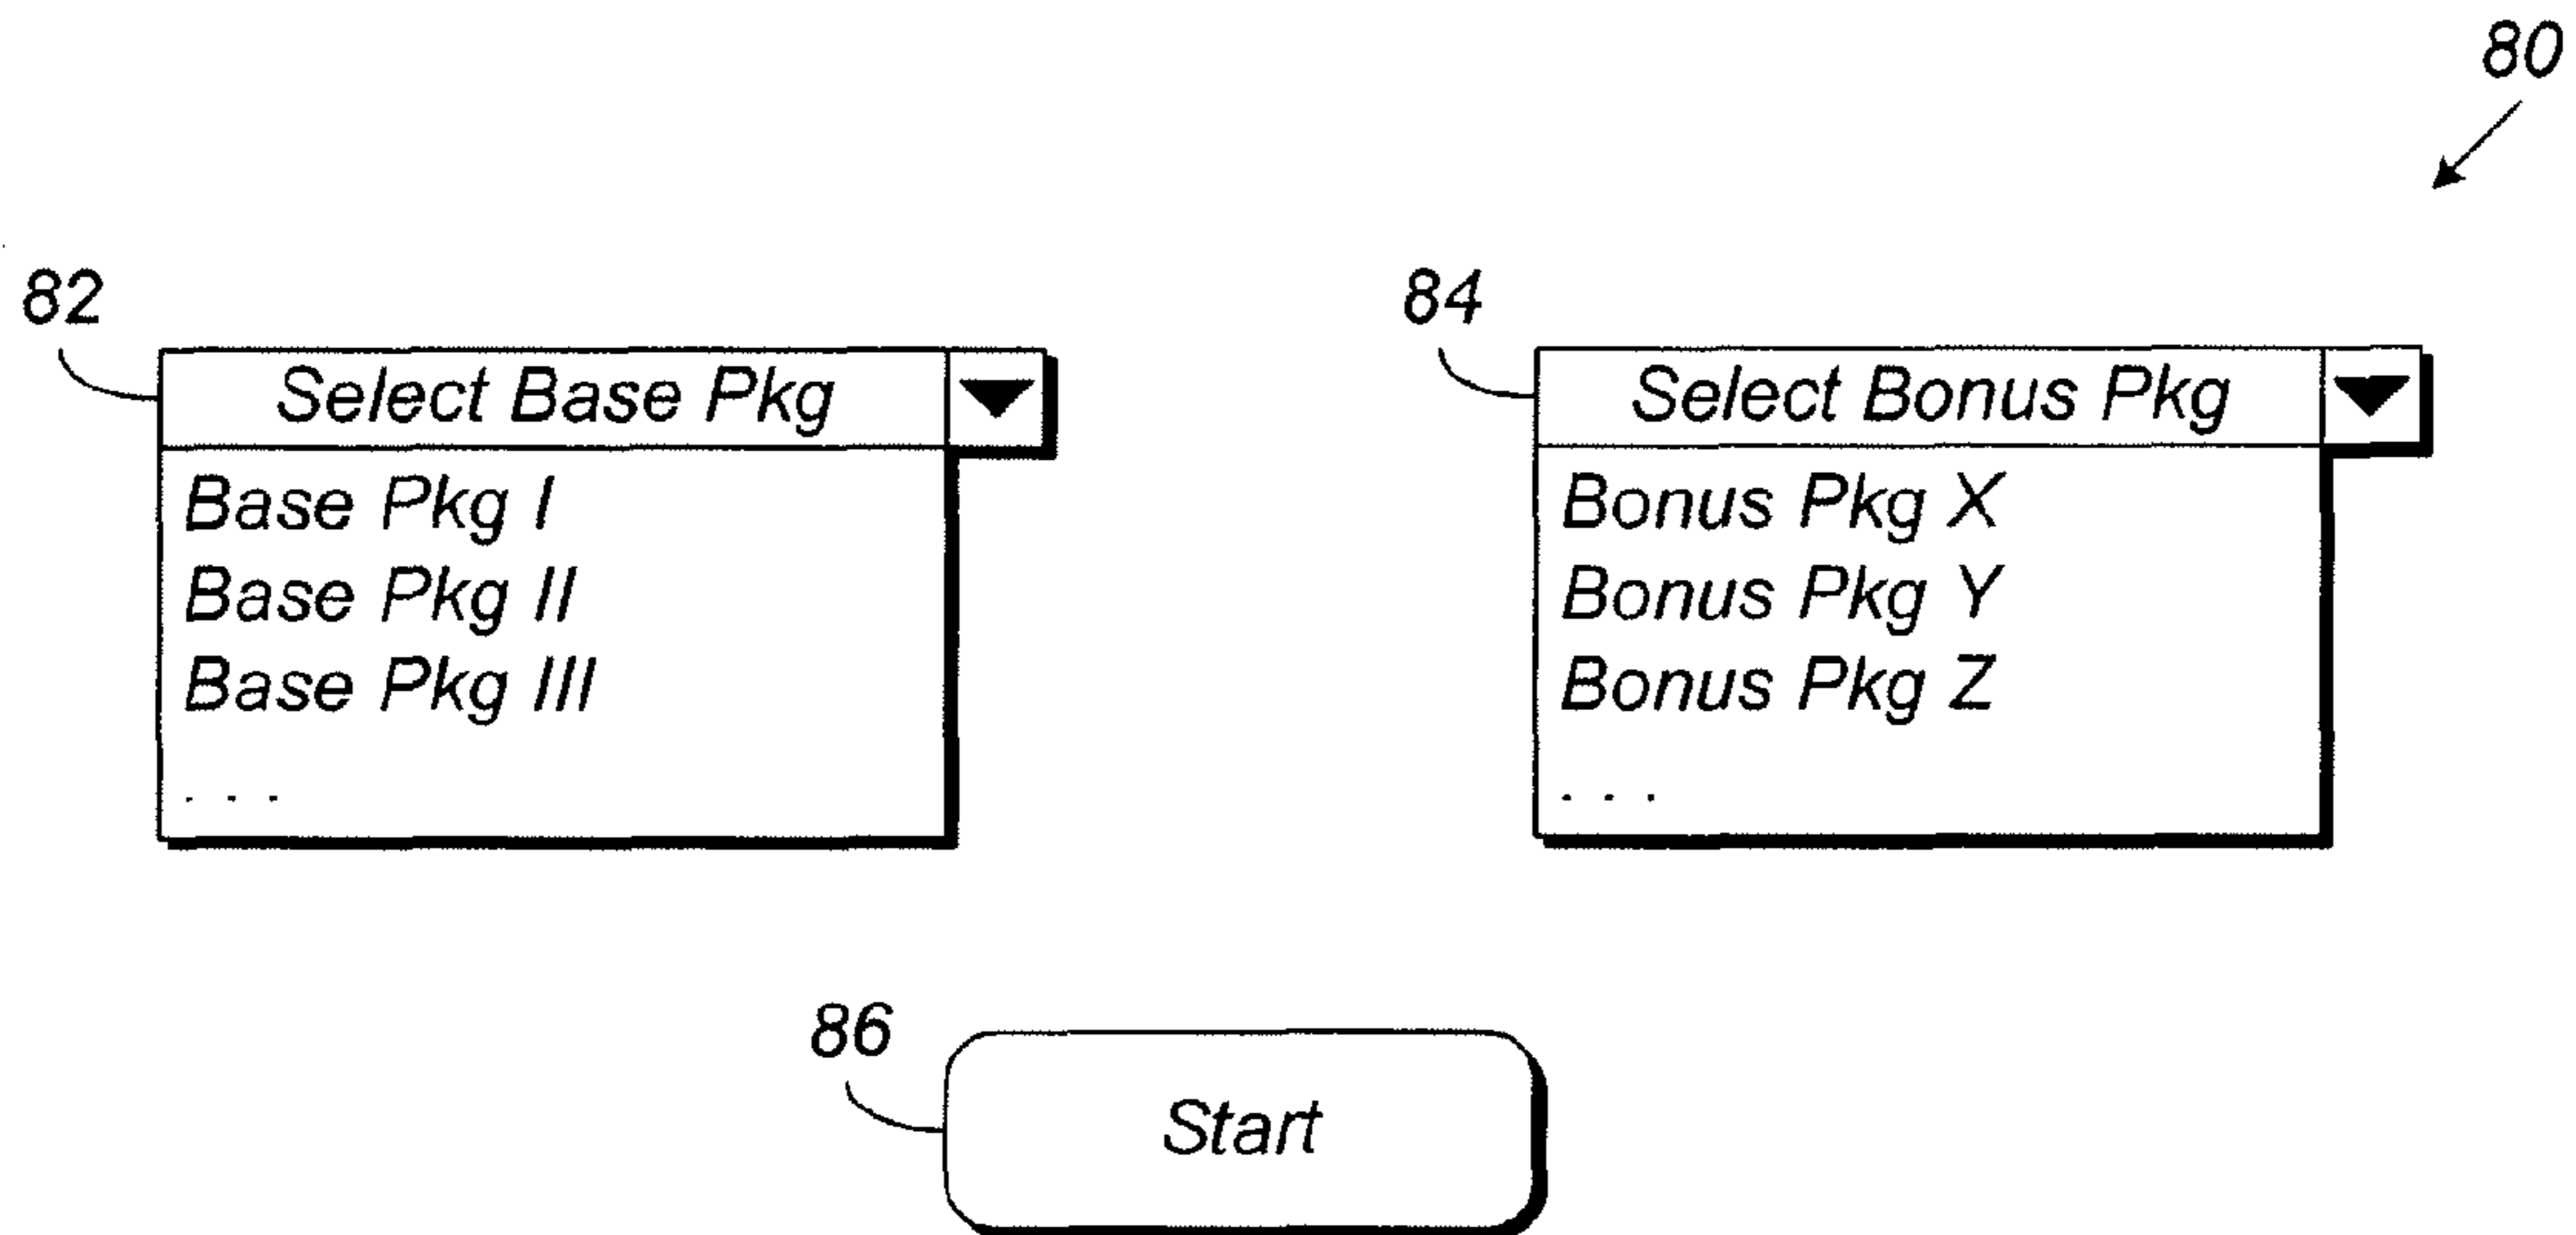 80
82
84
Select Base Pkg
Select Bonus Pkg
Base Pkg I
Base Pkg II
Base Pkg III
. . .
Bonus Pkg X
Bonus Pkg Y
Bonus Pkg Z
. . .
86
Start